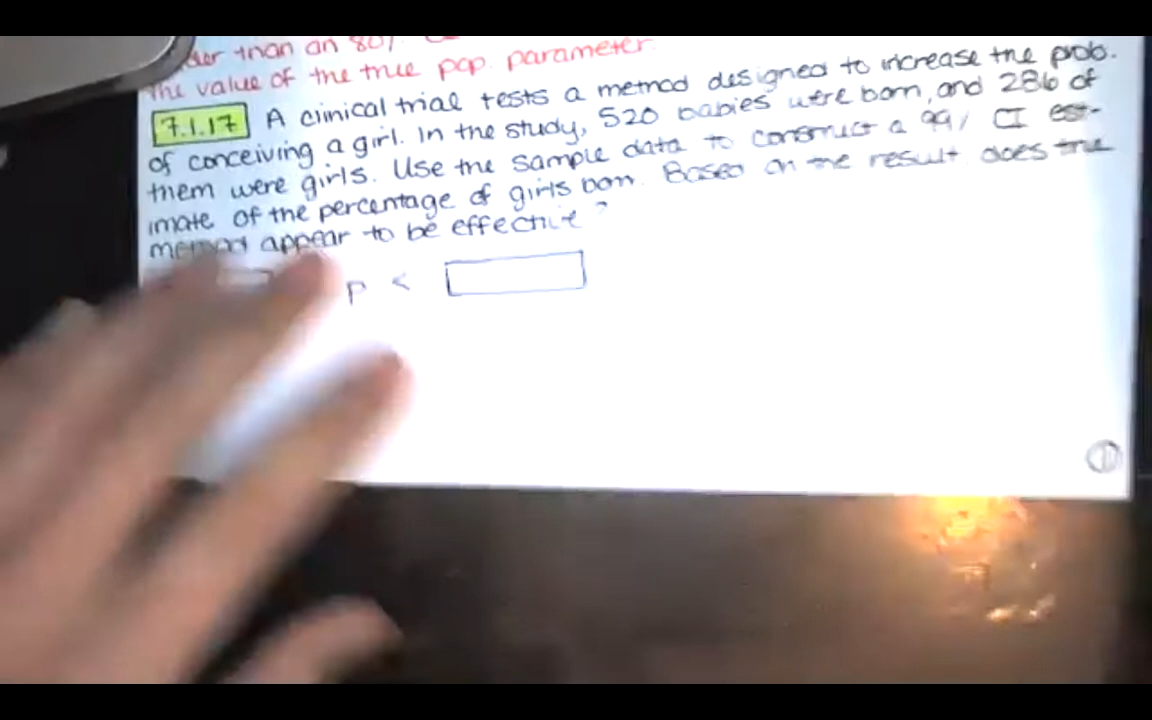 than an 80%
the value of the true pop. parameter.
7.1.17 A clinical trial tests a method designed to increase the prob.
of conceiving a girl. In the study, 520 babies were born, and 286 of
them were girls. Use the sample data to construct a 99% CI est-
imate of the percentage of girls born. Based on the result, does the
method appear to be effective?
p <
1